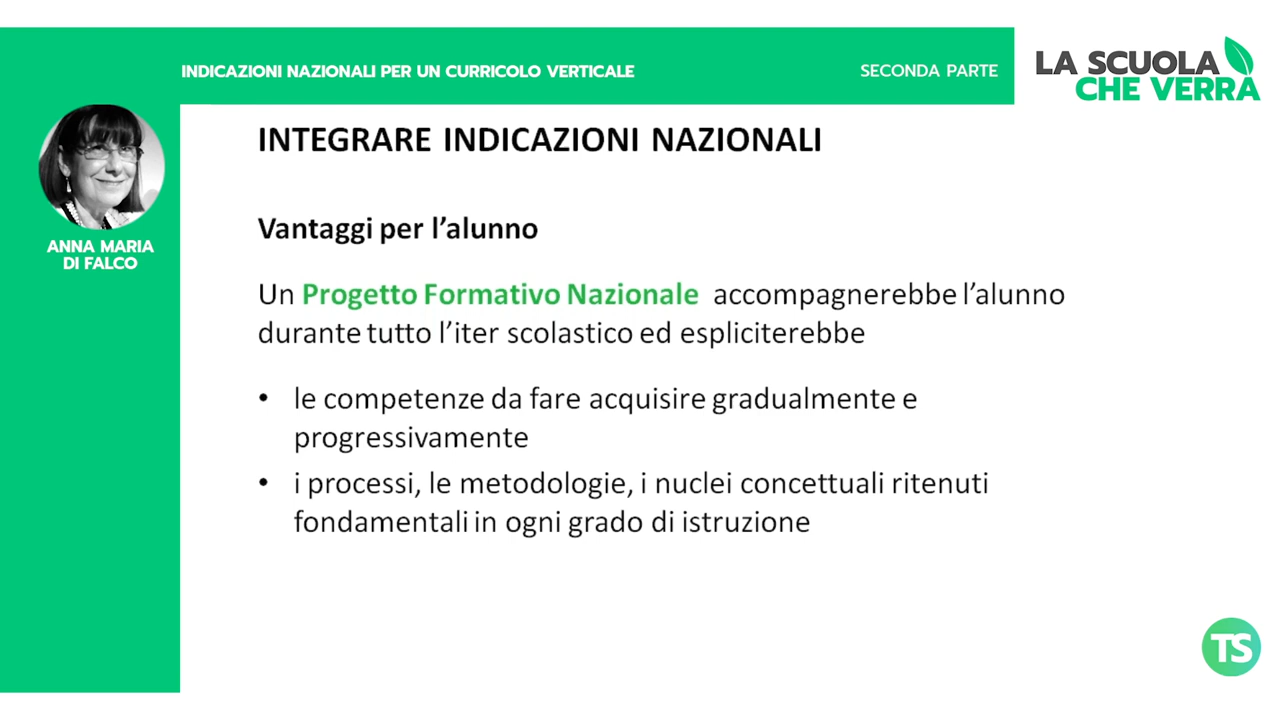 INDICAZIONI NAZIONALI PER UN CURRICOLO VERTICALE
SECONDA PARTE
LA SCUOLA
CHE VERRA
ANNA MARIA
DI FALCO
INTEGRARE INDICAZIONI NAZIONALI
Vantaggi per l'alunno
Un Progetto Formativo Nazionale accompagnerebbe l'alunno
durante tutto l'iter scolastico ed espliciterebbe
• le competenze da fare acquisire gradualmente e
progressivamente
• i processi, le metodologie, i nuclei concettuali ritenuti
fondamentali in ogni grado di istruzione
TS